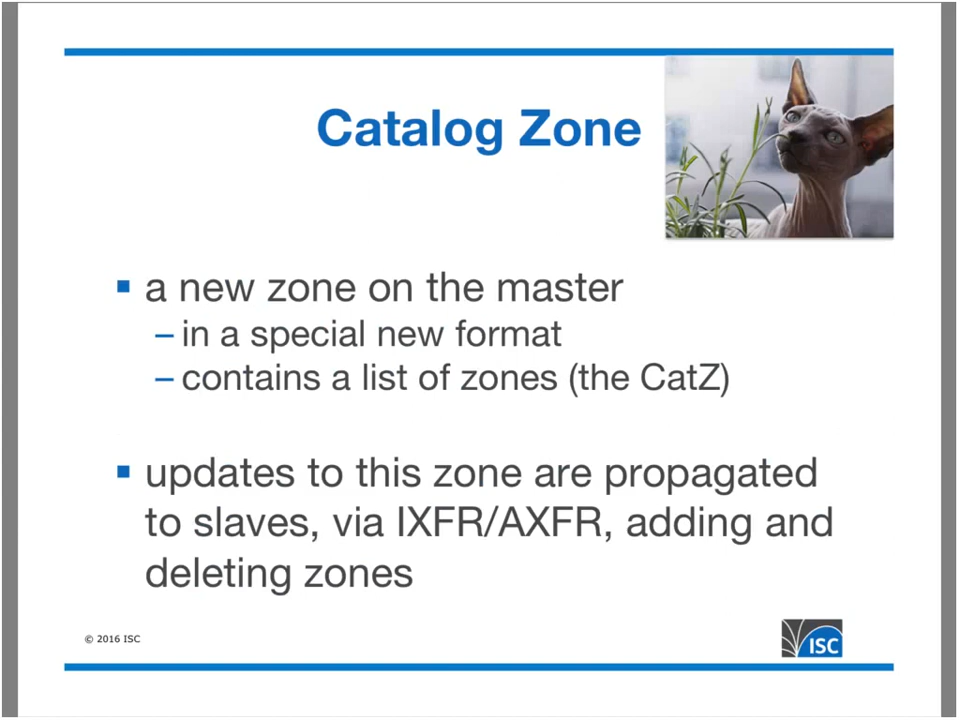 Catalog Zone
▪ a new zone on the master
– in a special new format
– contains a list of zones (the CatZ)
▪ updates to this zone are propagated
to slaves, via IXFR/AXFR, adding and
deleting zones
© 2016 ISC
ISC